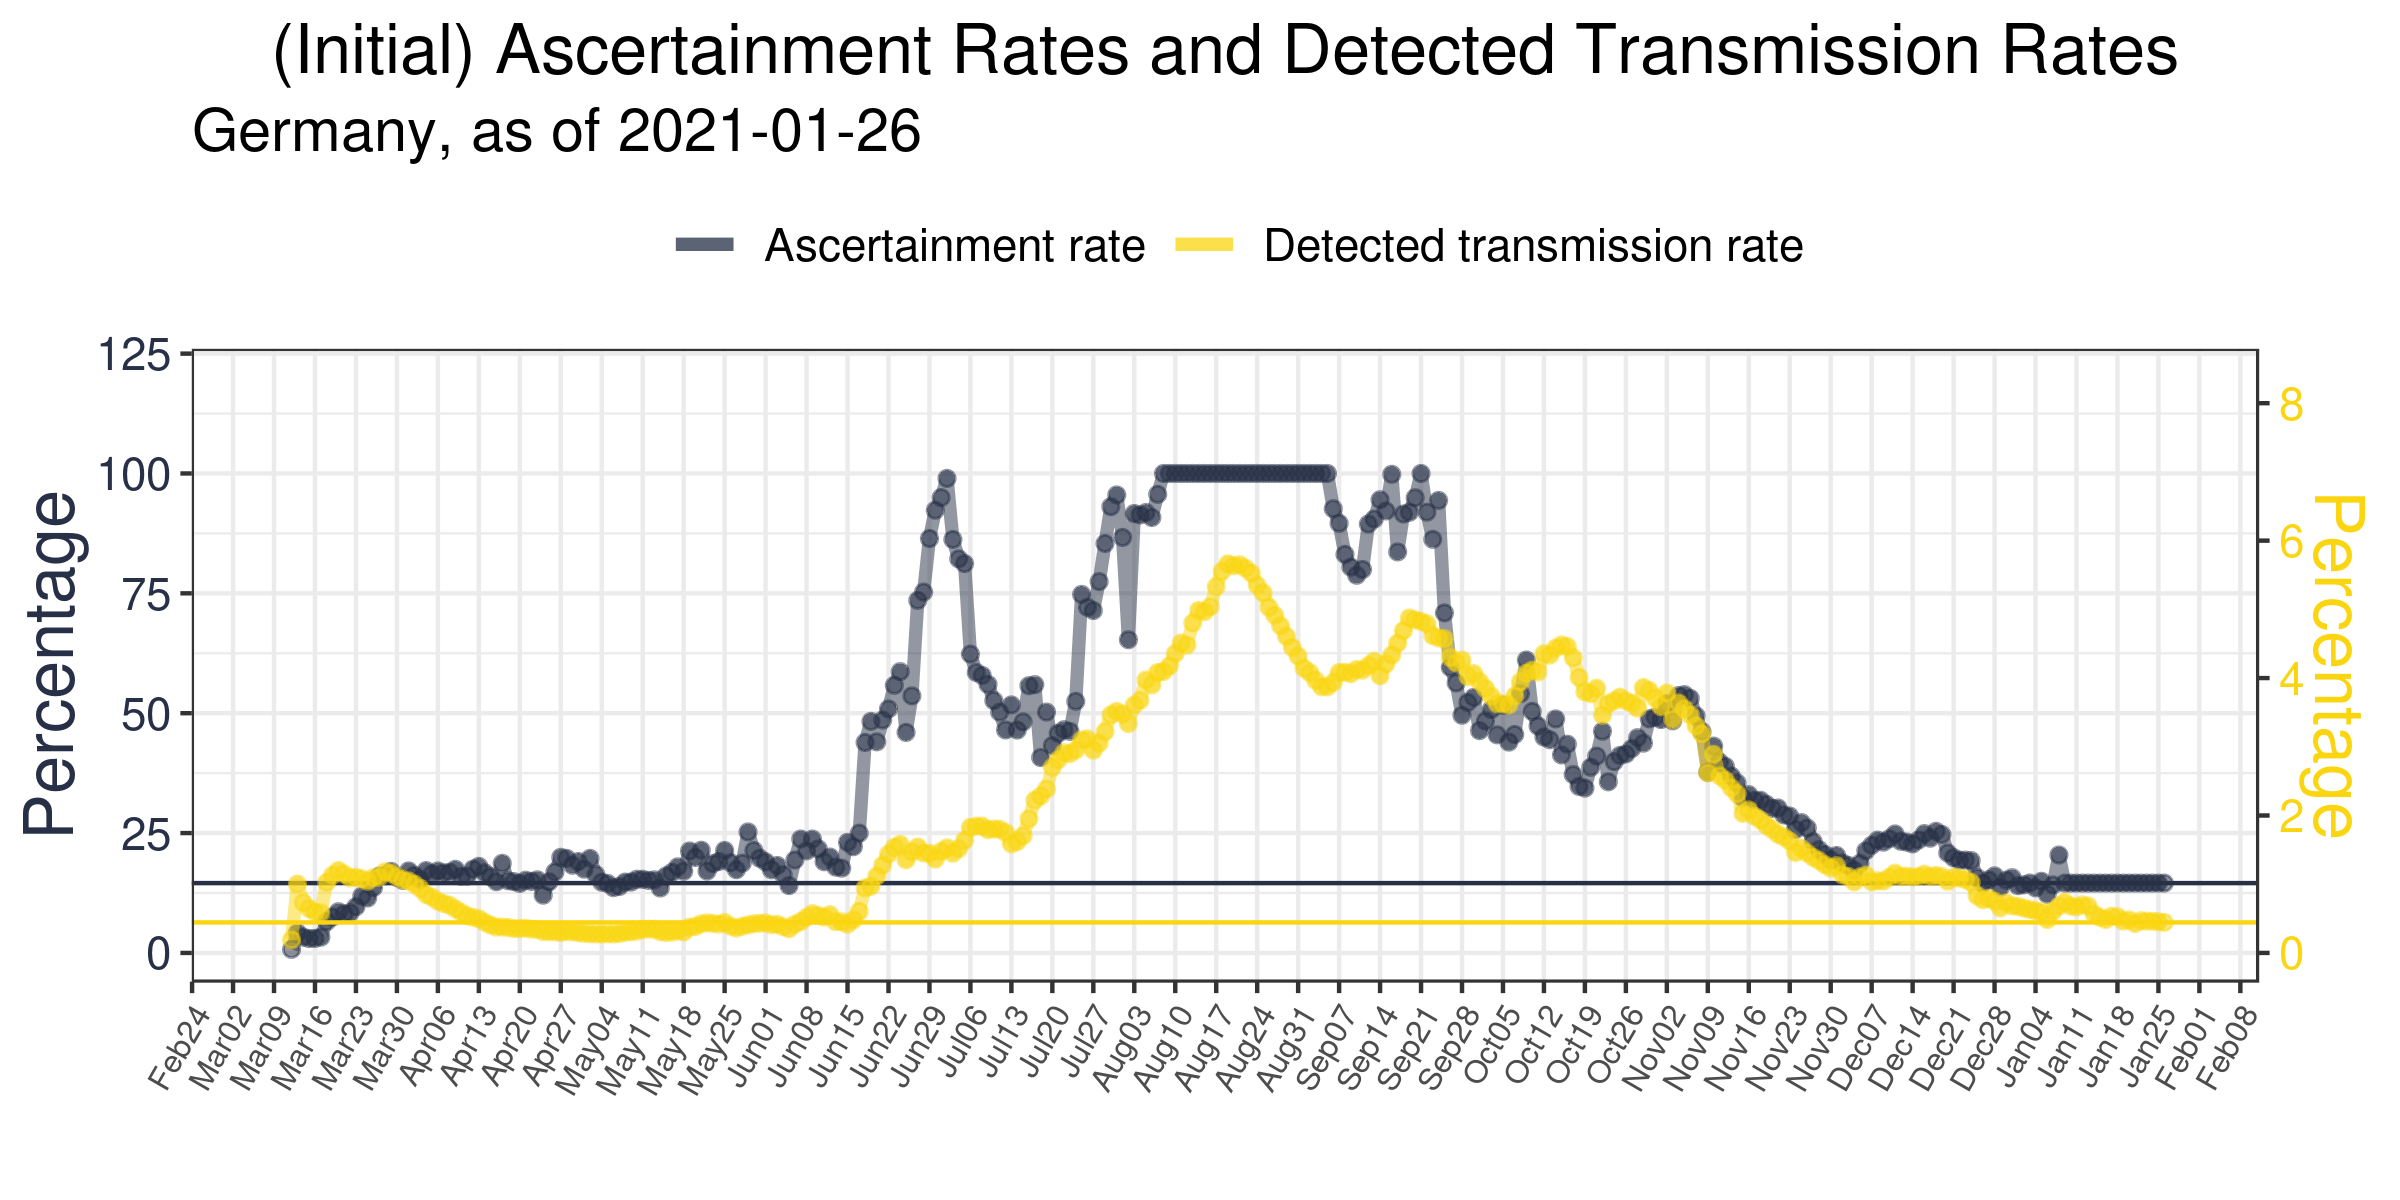 (Initial) Ascertainment Rates and Detected Transmission Rates
Germany, as of 2021-01-26
Ascertainment rate
Detected transmission rate
Percentage
125
100
75
50
25
0
8
6
4
2
0
Percentage
Feb24
Mar02
Mar09
Mar16
Mar23
Mar30
Apr06
Apr13
Apr20
Apr27
May04
May11
May18
May25
Jun01
Jun08
Jun15
Jun22
Jun29
Jul06
Jul13
Jul20
Jul27
Aug03
Aug10
Aug17
Aug24
Aug31
Sep07
Sep14
Sep21
Sep28
Oct05
Oct12
Oct19
Oct26
Nov02
Nov09
Nov16
Nov23
Nov30
Dec07
Dec14
Dec21
Dec28
Jan04
Jan11
Jan18
Jan25
Feb01
Feb08